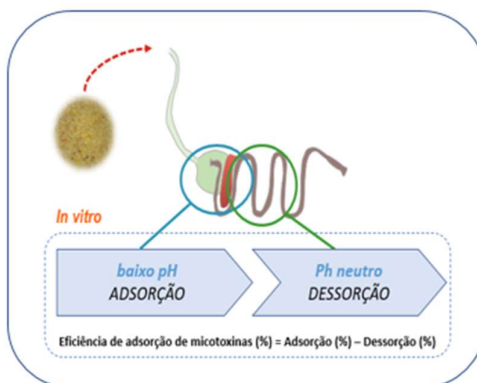 In vitro
baixo pH
ADSORÇÃO
Ph neutro
DESSORÇÃO
Eficiência de adsorção de micotoxinas (%) = Adsorção (%) – Dessorção (%)